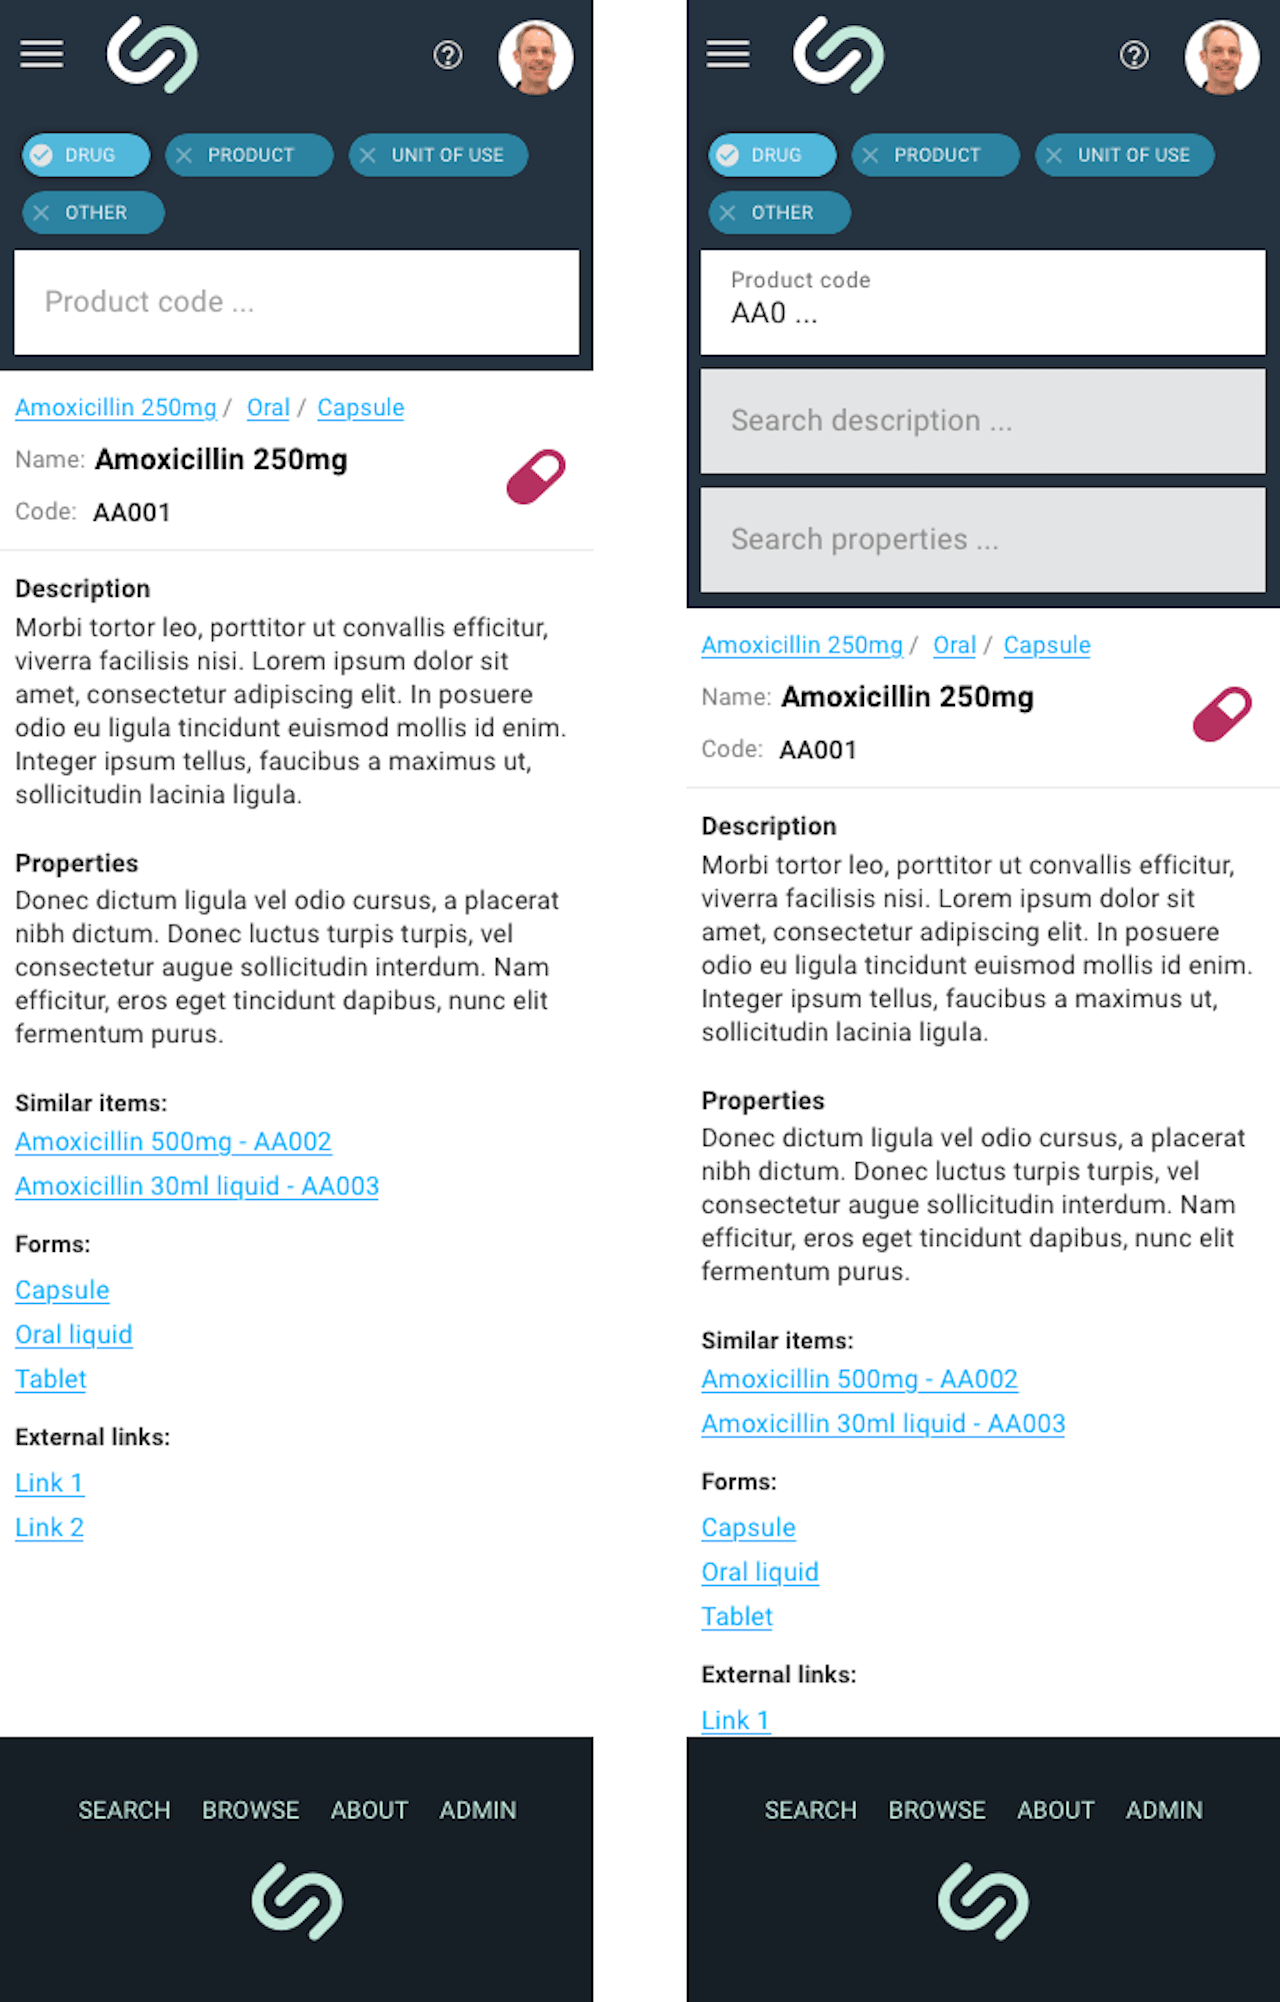 DRUG PRODUCT UNIT OF USE
OTHER
Product code ...
Amoxicillin 250mg / Oral / Capsule
Name: Amoxicillin 250mg
Code: AA001
Description
Morbi tortor leo, porttitor ut convallis efficitur,
viverra facilisis nisi. Lorem ipsum dolor sit
amet, consectetur adipiscing elit. In posuere
odio eu ligula tincidunt euismod mollis id enim.
Integer ipsum tellus, faucibus a maximus ut,
sollicitudin lacinia ligula.
Properties
Donec dictum ligula vel odio cursus, a placerat
nibh dictum. Donec luctus turpis turpis, vel
consectetur augue sollicitudin interdum. Nam
efficitur, eros eget tincidunt dapibus, nunc elit
fermentum purus.
Similar items:
Amoxicillin 500mg - AA002
Amoxicillin 30ml liquid - AA003
Forms:
Capsule
Oral liquid
Tablet
External links:
Link 1
Link 2
SEARCH BROWSE ABOUT ADMIN
DRUG PRODUCT UNIT OF USE
OTHER
Product code
AA0 ...
Search description ...
Search properties ...
Amoxicillin 250mg / Oral / Capsule
Name: Amoxicillin 250mg
Code: AA001
Description
Morbi tortor leo, porttitor ut convallis efficitur,
viverra facilisis nisi. Lorem ipsum dolor sit
amet, consectetur adipiscing elit. In posuere
odio eu ligula tincidunt euismod mollis id enim.
Integer ipsum tellus, faucibus a maximus ut,
sollicitudin lacinia ligula.
Properties
Donec dictum ligula vel odio cursus, a placerat
nibh dictum. Donec luctus turpis turpis, vel
consectetur augue sollicitudin interdum. Nam
efficitur, eros eget tincidunt dapibus, nunc elit
fermentum purus.
Similar items:
Amoxicillin 500mg - AA002
Amoxicillin 30ml liquid - AA003
Forms:
Capsule
Oral liquid
Tablet
External links:
Link 1
SEARCH BROWSE ABOUT ADMIN